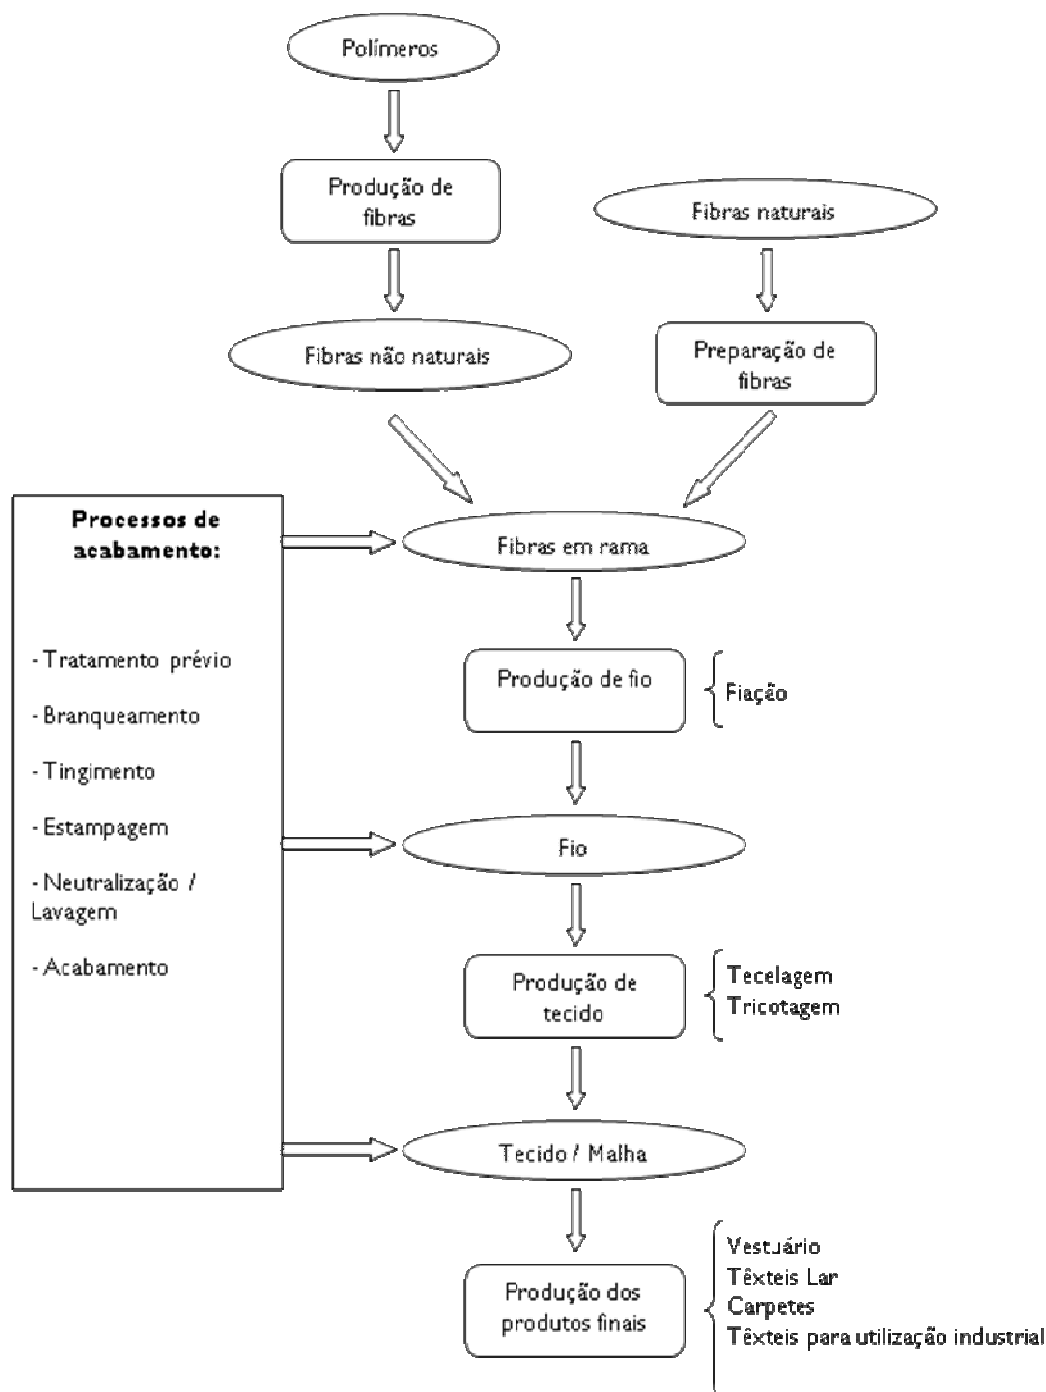 Polímeros
Produção de
fibras
Fibras naturais
Fibras não naturais
Preparação de
fibras
Processos de
acabamento:
- Tratamento prévio
- Branqueamento
- Tingimento
- Estampagem
- Neutralização /
Lavagem
- Acabamento
Fibras em rama
Produção de fio
Fiação
Fio
Produção de
tecido
Tecelagem
Tricotagem
Tecido / Malha
Produção dos
produtos finais
Vestuário
Têxteis Lar
Carpetes
Têxteis para utilização industrial